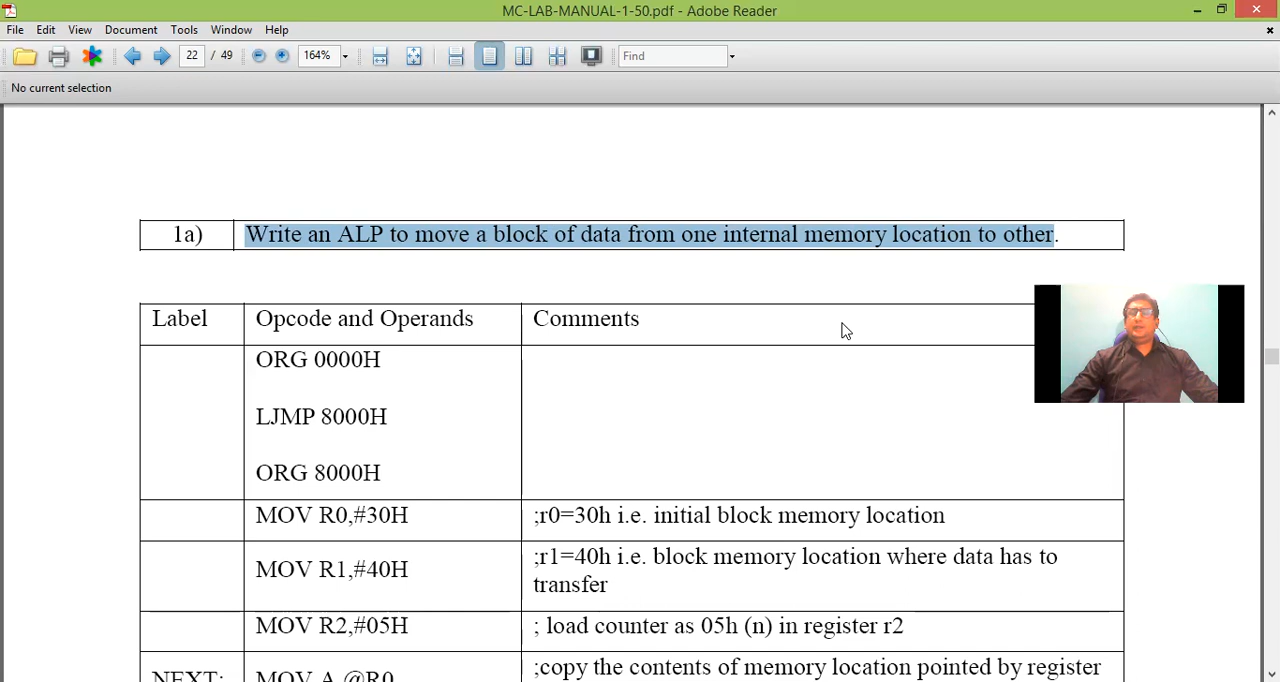 MC-LAB-MANUAL-1-50.pdf - Adobe Reader
File Edit View Document Tools Window Help
22 / 49 164% Find
No current selection
1a) Write an ALP to move a block of data from one internal memory location to other.
Label Opcode and Operands Comments
ORG 0000H
LJMP 8000H
ORG 8000H
MOV R0,#30H ;r0=30h i.e. initial block memory location
MOV R1,#40H ;r1=40h i.e. block memory location where data has to
transfer
MOV R2,#05H ; load counter as 05h (n) in register r2
NEXT: MOV A,@R0 ;copy the contents of memory location pointed by register